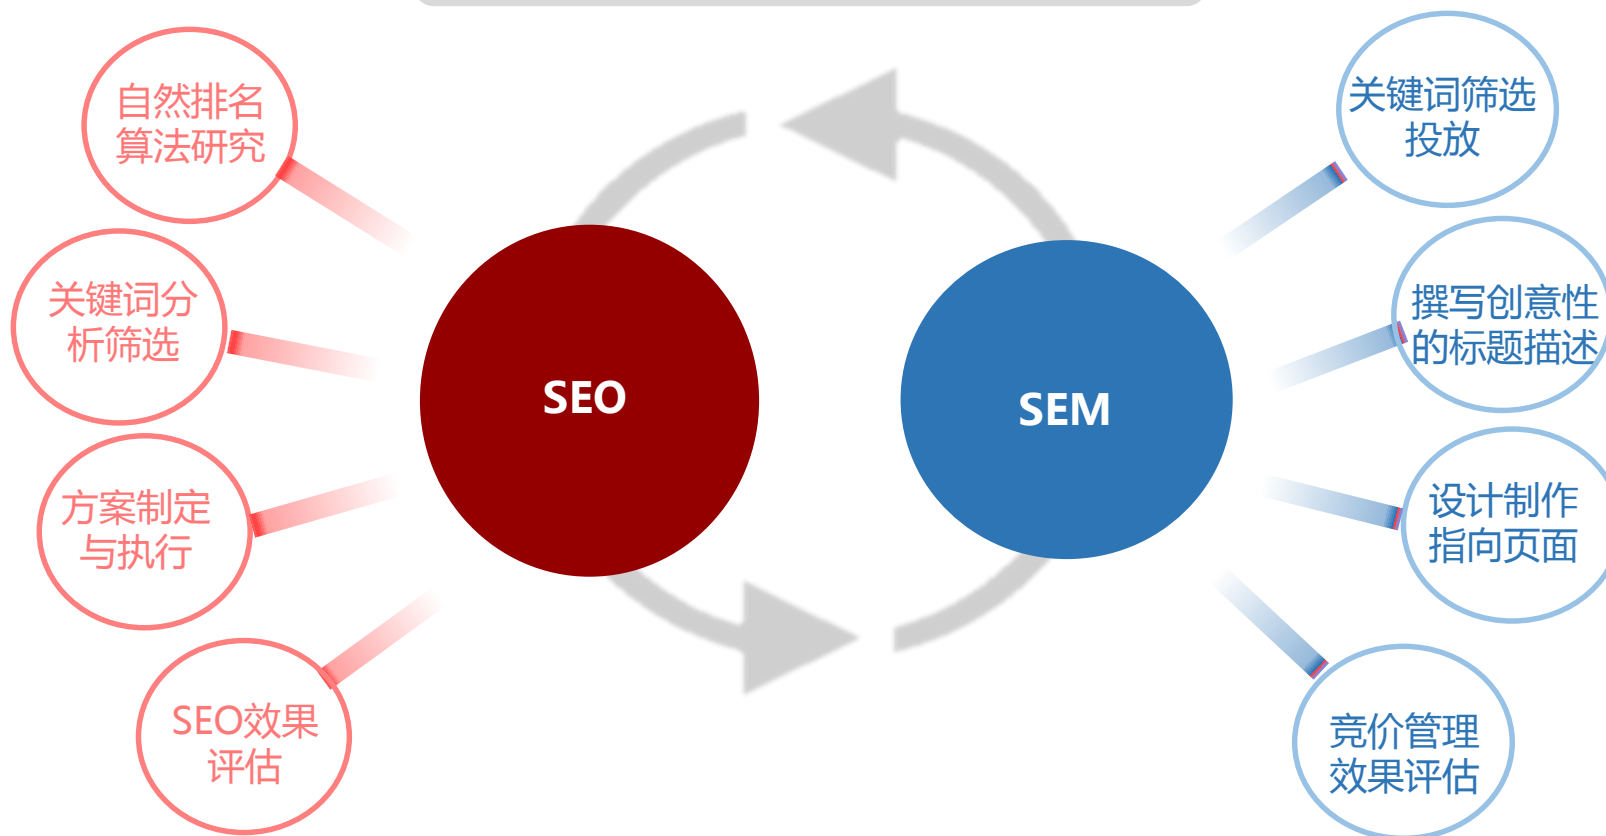 自然排名
算法研究
关键词分
析筛选
方案制定
与执行
SEO效果
评估
SEO
SEM
关键词筛选
投放
撰写创意性
的标题描述
设计制作
指向页面
竞价管理
效果评估